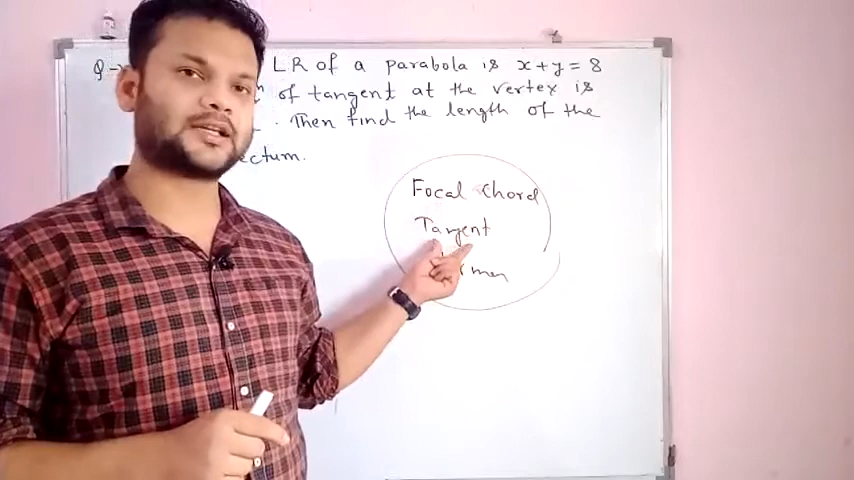 LR of a parabola is x+y=8
of tangent at the vertex is
. Then find the length of the
ectum.
Focal chord
Tangent